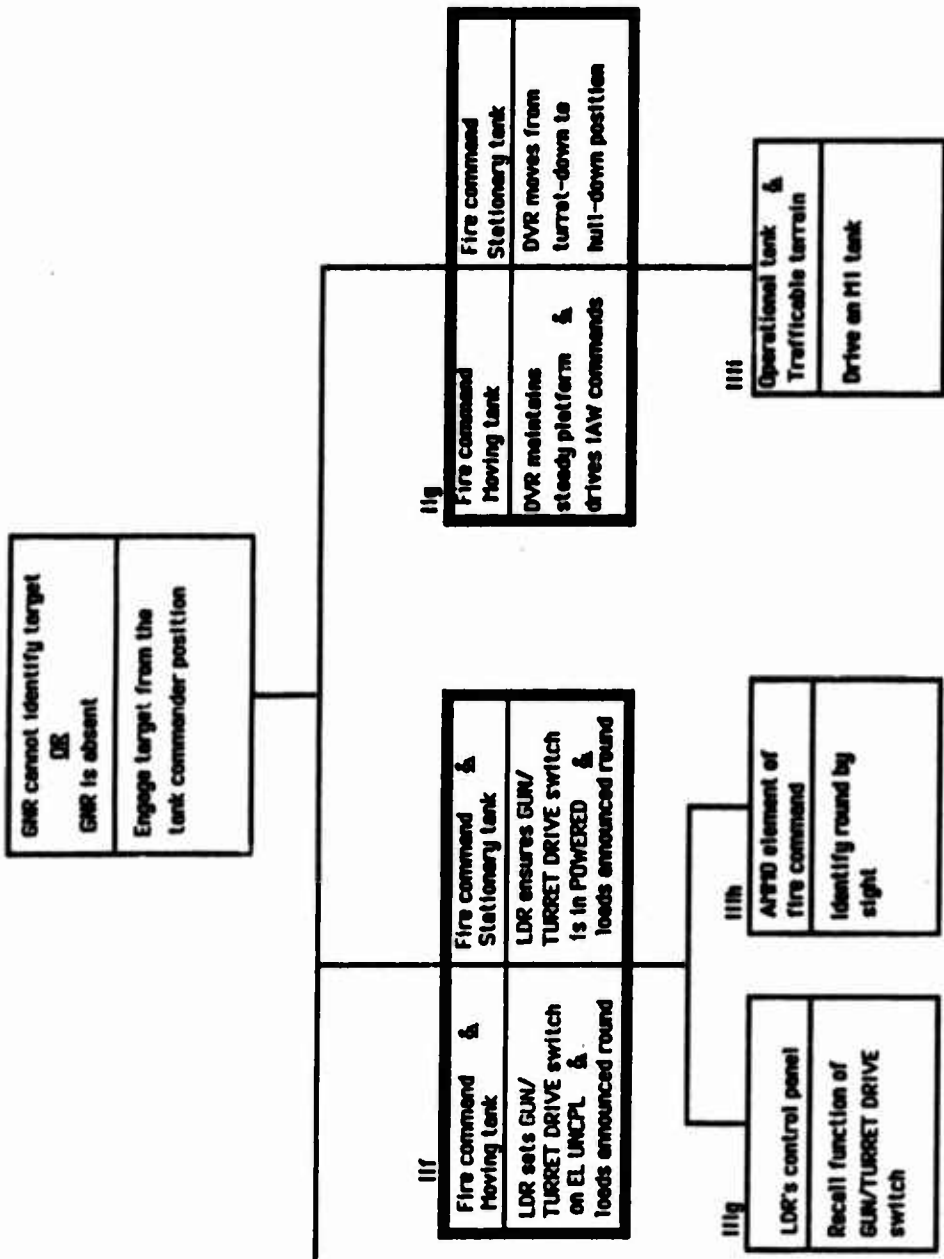 GNR cannot identify target
OR
GNR is absent
Engage target from the
tank commander position
IIf
Fire command &
Moving tank
LDR sets GUN/
TURRET DRIVE switch
on EL UNCPL &
loads announced round
Fire command &
Stationary tank
LDR ensures GUN/
TURRET DRIVE switch
is in POWERED &
loads announced round
IIg
Fire command
Moving tank
DVR maintains
steady platform &
drives IAW commands
Fire command
Stationary tank
DVR moves from
turret-down to
hull-down position
IIIg
LDR's control panel
Recall function of
GUN/TURRET DRIVE
switch
IIIh
AMMO element of
fire command
Identify round by
sight
IIIi
Operational tank &
Trafficable terrain
Drive an M1 tank